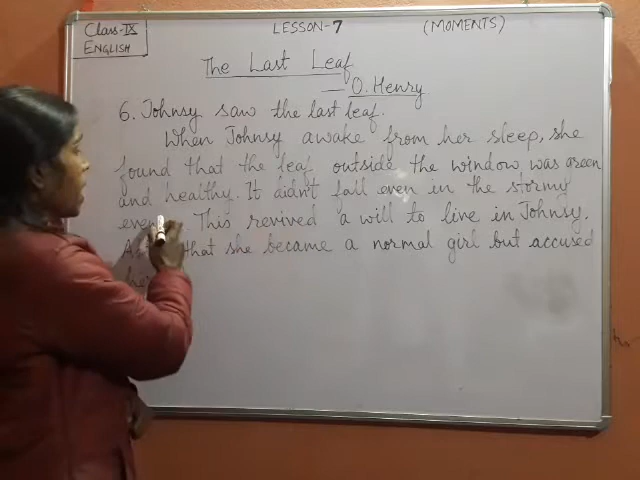 Class-IX
English
LESSON-7
(MOMENTS)
The Last Leaf
— O. Henry
6. Johnsy saw the last leaf.
When Johnsy awake from her sleep, she
found that the leaf outside the window was green
and healthy. It didn't fall even in the stormy
This revived a will to live in Johnsy.
that she became a normal girl but accused